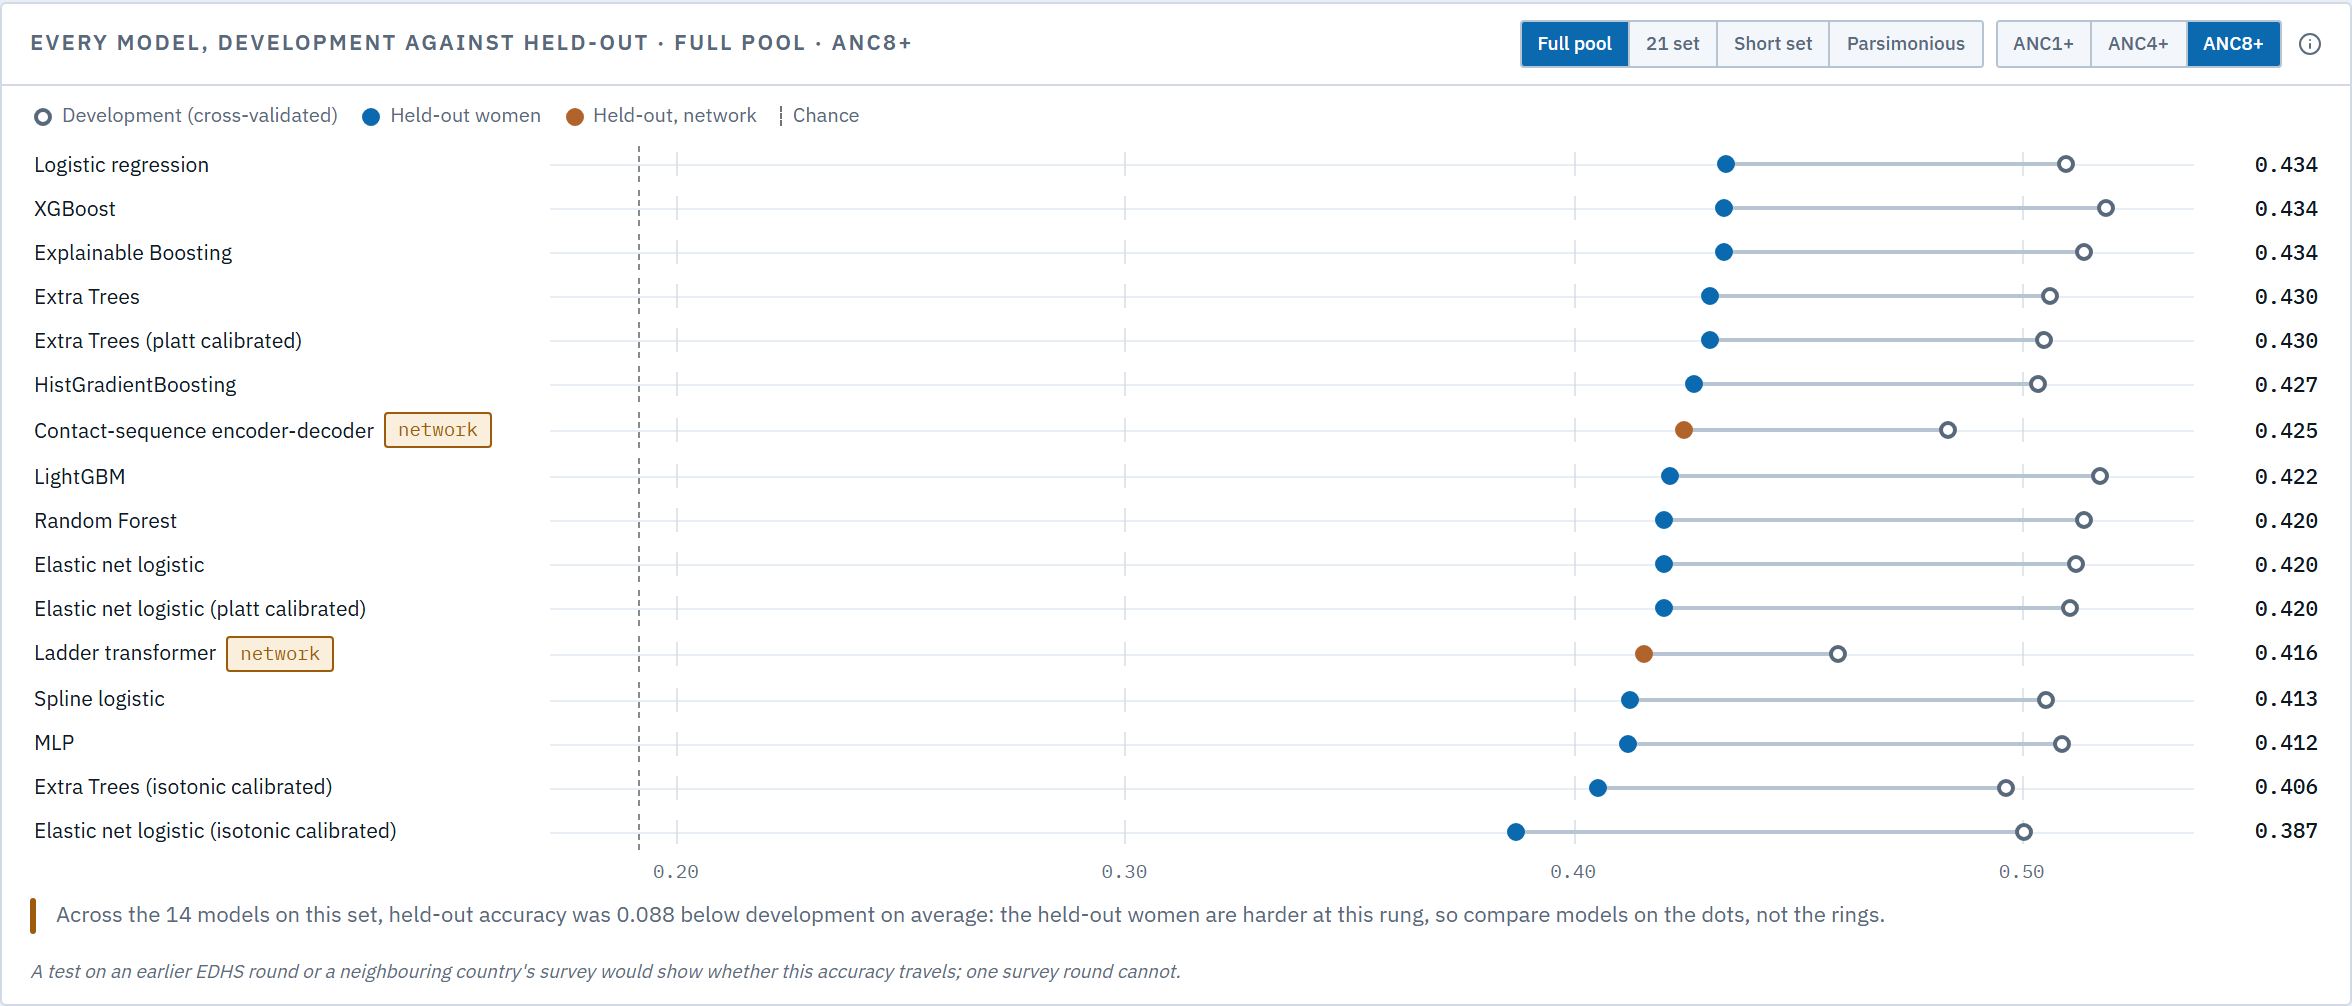 EVERY MODEL, DEVELOPMENT AGAINST HELD-OUT · FULL POOL · ANC8+
Full pool 21 set Short set Parsimonious ANC1+ ANC4+ ANC8+
Development (cross-validated) Held-out women Held-out, network Chance
Logistic regression 0.434
XGBoost 0.434
Explainable Boosting 0.434
Extra Trees 0.430
Extra Trees (platt calibrated) 0.430
HistGradientBoosting 0.427
Contact-sequence encoder-decoder network 0.425
LightGBM 0.422
Random Forest 0.420
Elastic net logistic 0.420
Elastic net logistic (platt calibrated) 0.420
Ladder transformer network 0.416
Spline logistic 0.413
MLP 0.412
Extra Trees (isotonic calibrated) 0.406
Elastic net logistic (isotonic calibrated) 0.387
0.20 0.30 0.40 0.50
Across the 14 models on this set, held-out accuracy was 0.088 below development on average: the held-out women are harder at this rung, so compare models on the dots, not the rings.
A test on an earlier EDHS round or a neighbouring country's survey would show whether this accuracy travels; one survey round cannot.